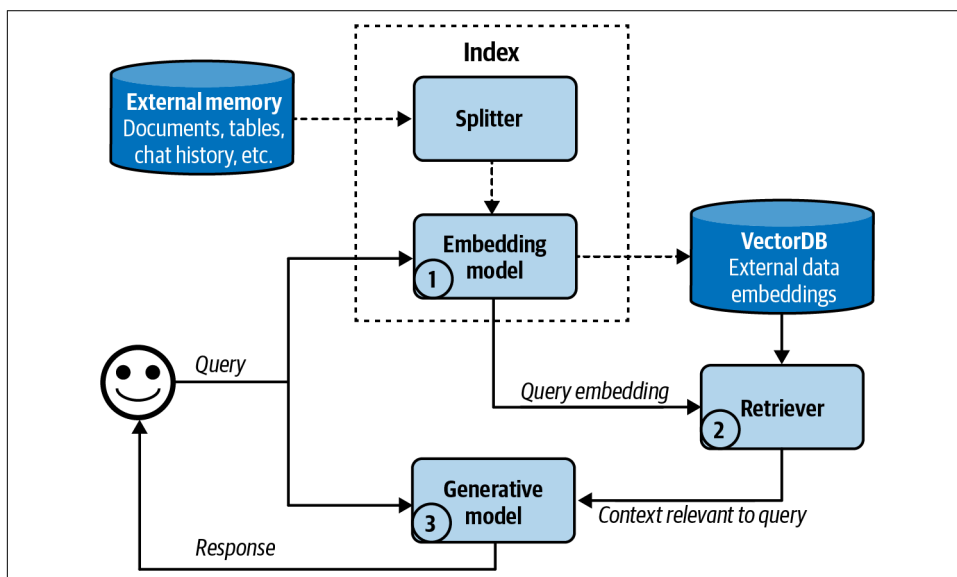 Index
External memory
Documents, tables,
chat history, etc.
Splitter
Embedding
model
1
VectorDB
External data
embeddings
Query
Query embedding
Retriever
2
Generative
model
3
Context relevant to query
Response